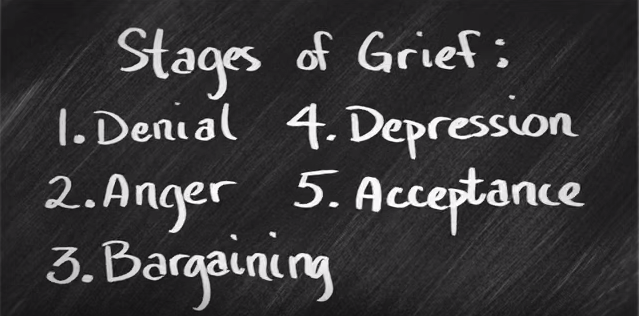 Stages of Grief:
1. Denial
2. Anger
3. Bargaining
4. Depression
5. Acceptance